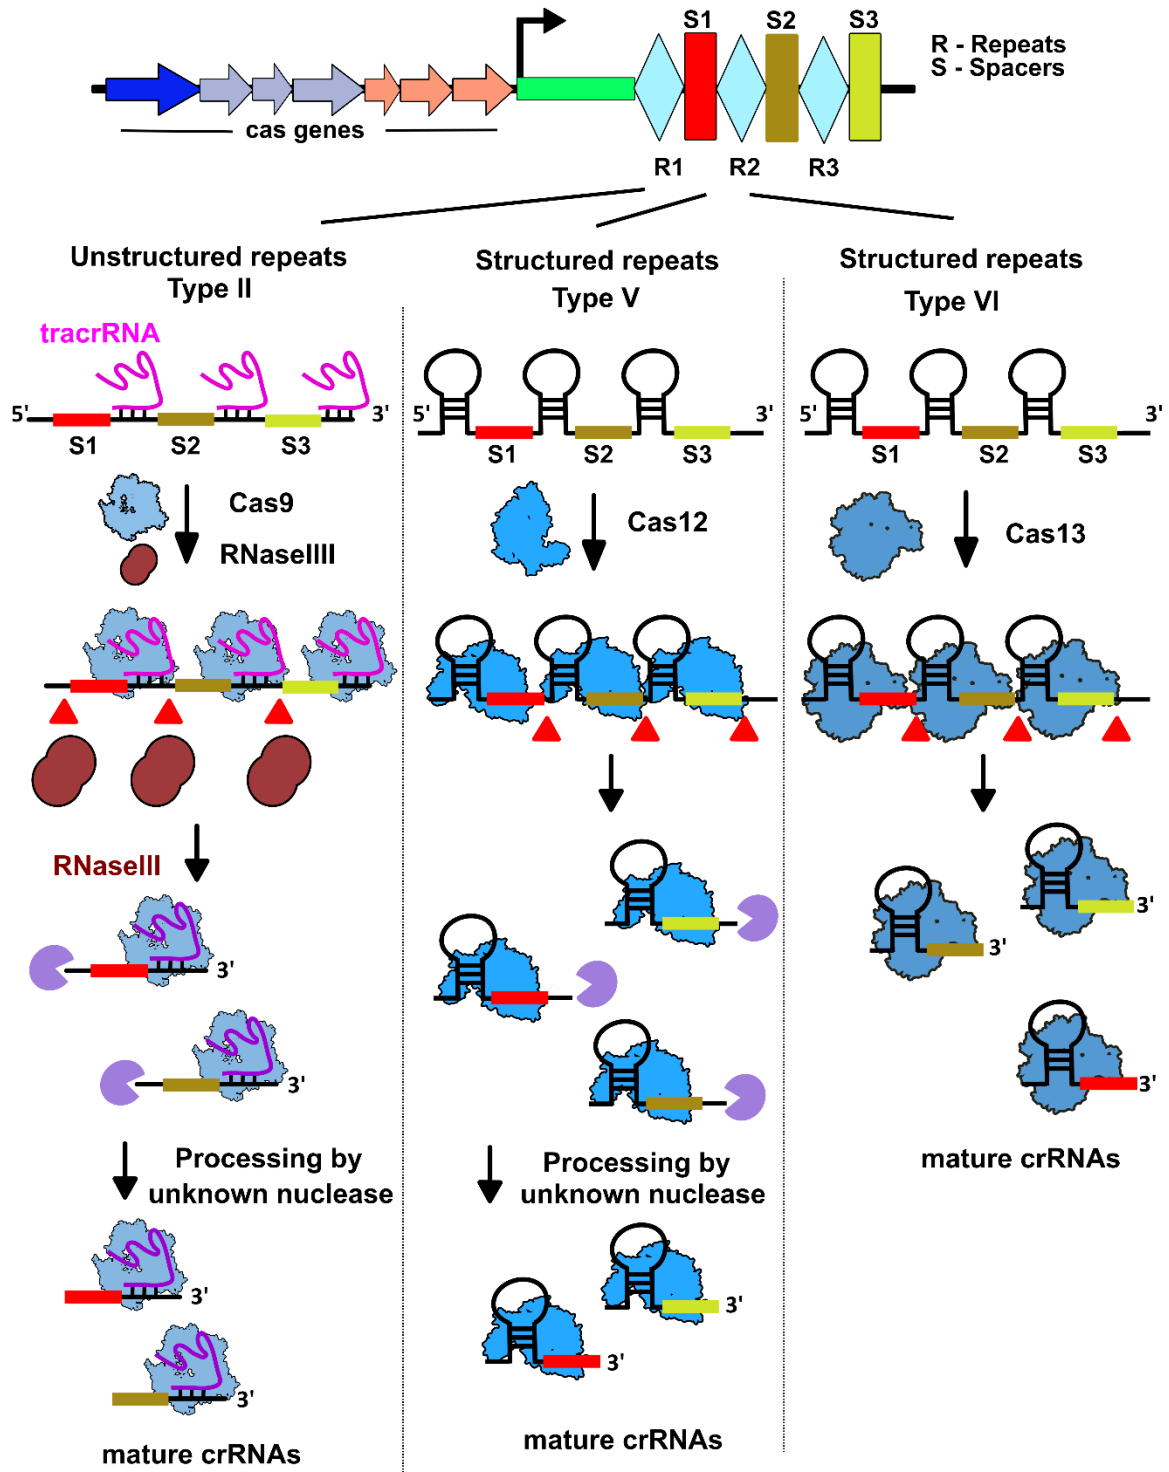 S1 S2 S3
R - Repeats
S - Spacers
cas genes
R1 R2 R3
Unstructured repeats
Type II
Structured repeats
Type V
Structured repeats
Type VI
tracrRNA
5' 3'
S1 S2 S3
5' 3'
S1 S2 S3
5' 3'
S1 S2 S3
Cas9
RNaseIIII
Cas12
Cas13
RNaseIII
3'
3'
Processing by
unknown nuclease
3'
3'
mature crRNAs
Processing by
unknown nuclease
3'
3'
mature crRNAs
3'
3'
3'
mature crRNAs